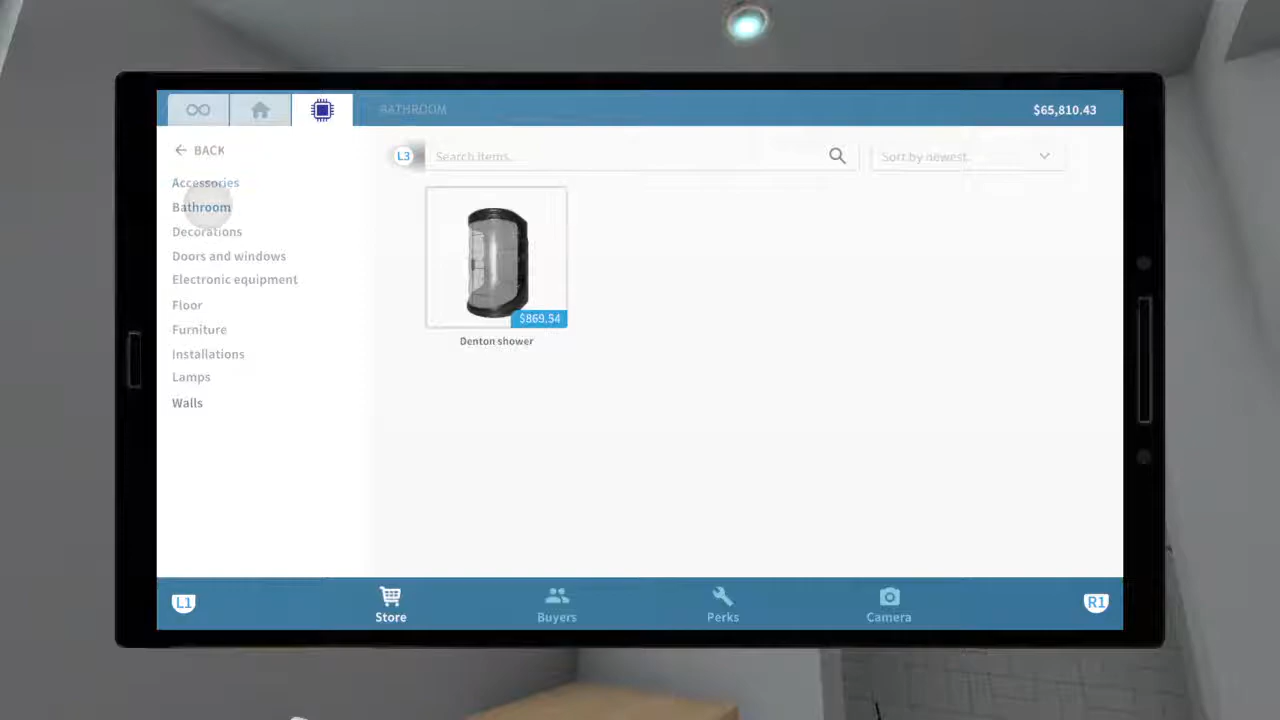 BATHROOM
$65,810.43
BACK
L3
Search items...
Sort by newest...
Accessories
Bathroom
Decorations
Doors and windows
Electronic equipment
Floor
Furniture
Installations
Lamps
Walls
$869.54
Denton shower
L1
Store
Buyers
Perks
Camera
R1